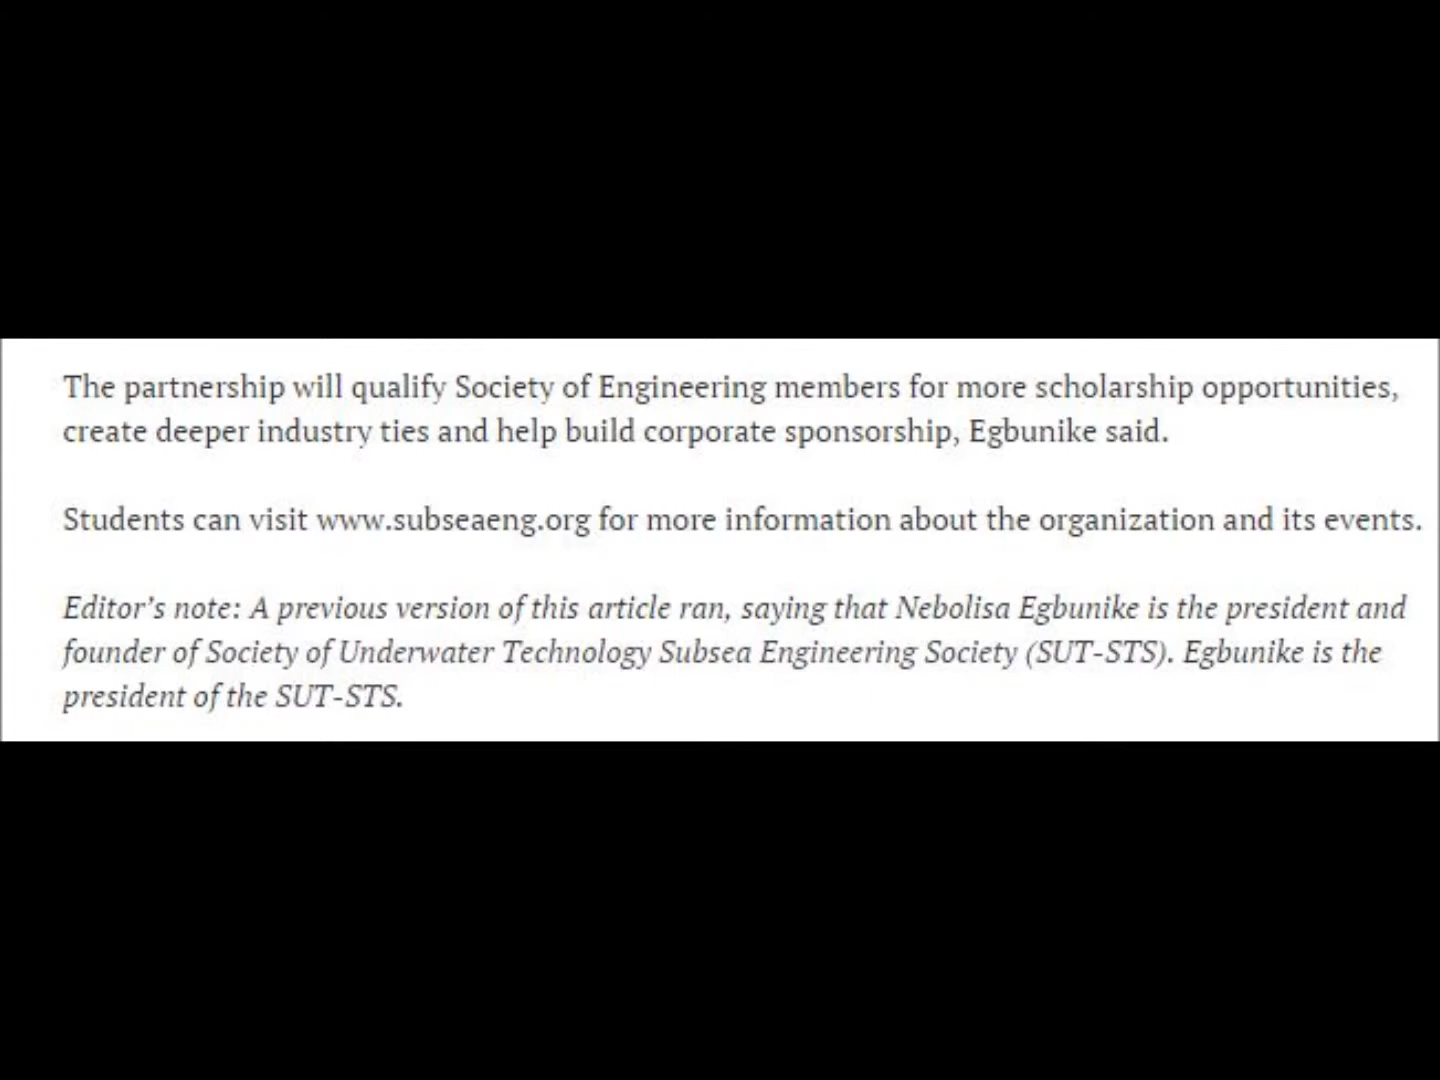 The partnership will qualify Society of Engineering members for more scholarship opportunities,
create deeper industry ties and help build corporate sponsorship, Egbunike said.
Students can visit www.subseaeng.org for more information about the organization and its events.
Editor’s note: A previous version of this article ran, saying that Nebolisa Egbunike is the president and
founder of Society of Underwater Technology Subsea Engineering Society (SUT-STS). Egbunike is the
president of the SUT-STS.